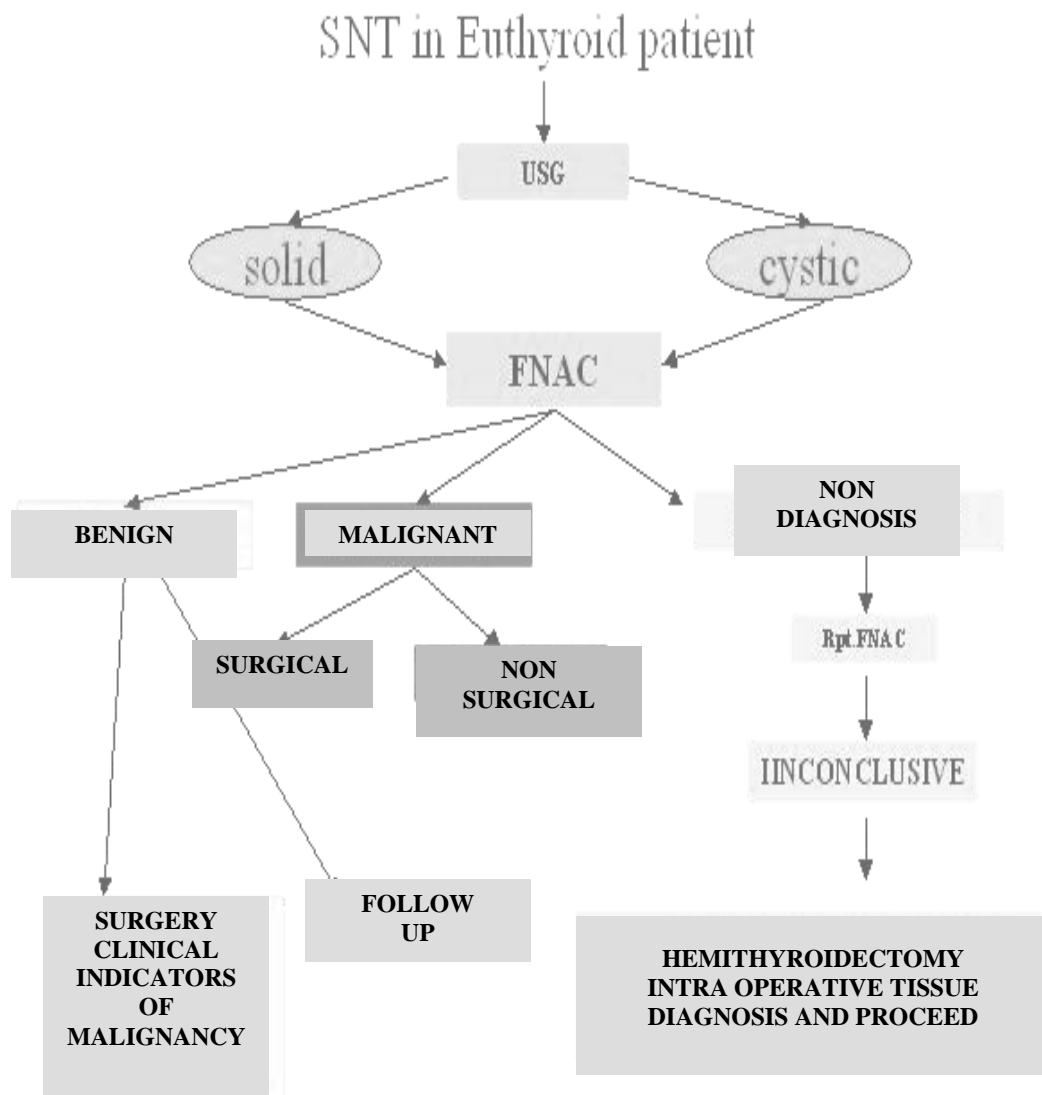 SNT in Euthyroid patient
USG
solid
cystic
FNAC
BENIGN
MALIGNANT
NON
DIAGNOSIS
SURGICAL
NON
SURGICAL
Rpt.FNAC
IINCONCLUSIVE
SURGERY
CLINICAL
INDICATORS
OF
MALIGNANCY
FOLLOW
UP
HEMITHYROIDECTOMY
INTRA OPERATIVE TISSUE
DIAGNOSIS AND PROCEED